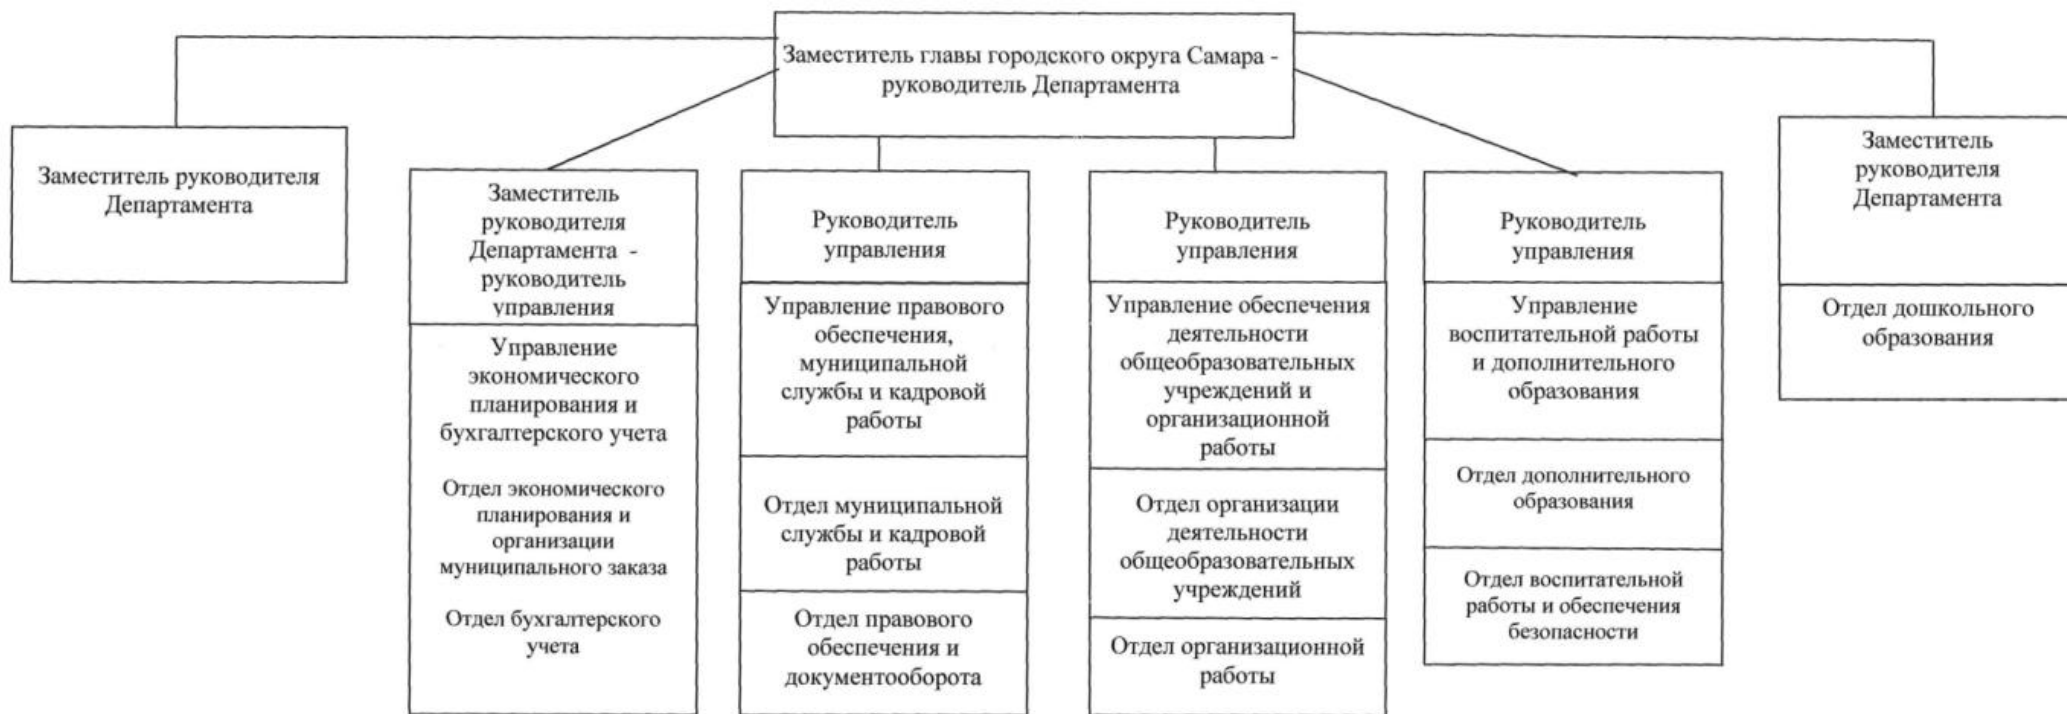 Заместитель главы городского округа Самара -
руководитель Департамента
Заместитель руководителя
Департамента
Заместитель
руководителя
Департамента -
руководитель
управления
Управление
экономического
планирования и
бухгалтерского учета
Отдел экономического
планирования и
организации
муниципального заказа
Отдел бухгалтерского
учета
Руководитель
управления
Управление правового
обеспечения,
муниципальной
службы и кадровой
работы
Отдел муниципальной
службы и кадровой
работы
Отдел правового
обеспечения и
документооборота
Руководитель
управления
Управление обеспечения
деятельности
общеобразовательных
учреждений и
организационной
работы
Отдел организации
деятельности
общеобразовательных
учреждений
Отдел организационной
работы
Руководитель
управления
Управление
воспитательной работы
и дополнительного
образования
Отдел дополнительного
образования
Отдел воспитательной
работы и обеспечения
безопасности
Заместитель
руководителя
Департамента
Отдел дошкольного
образования